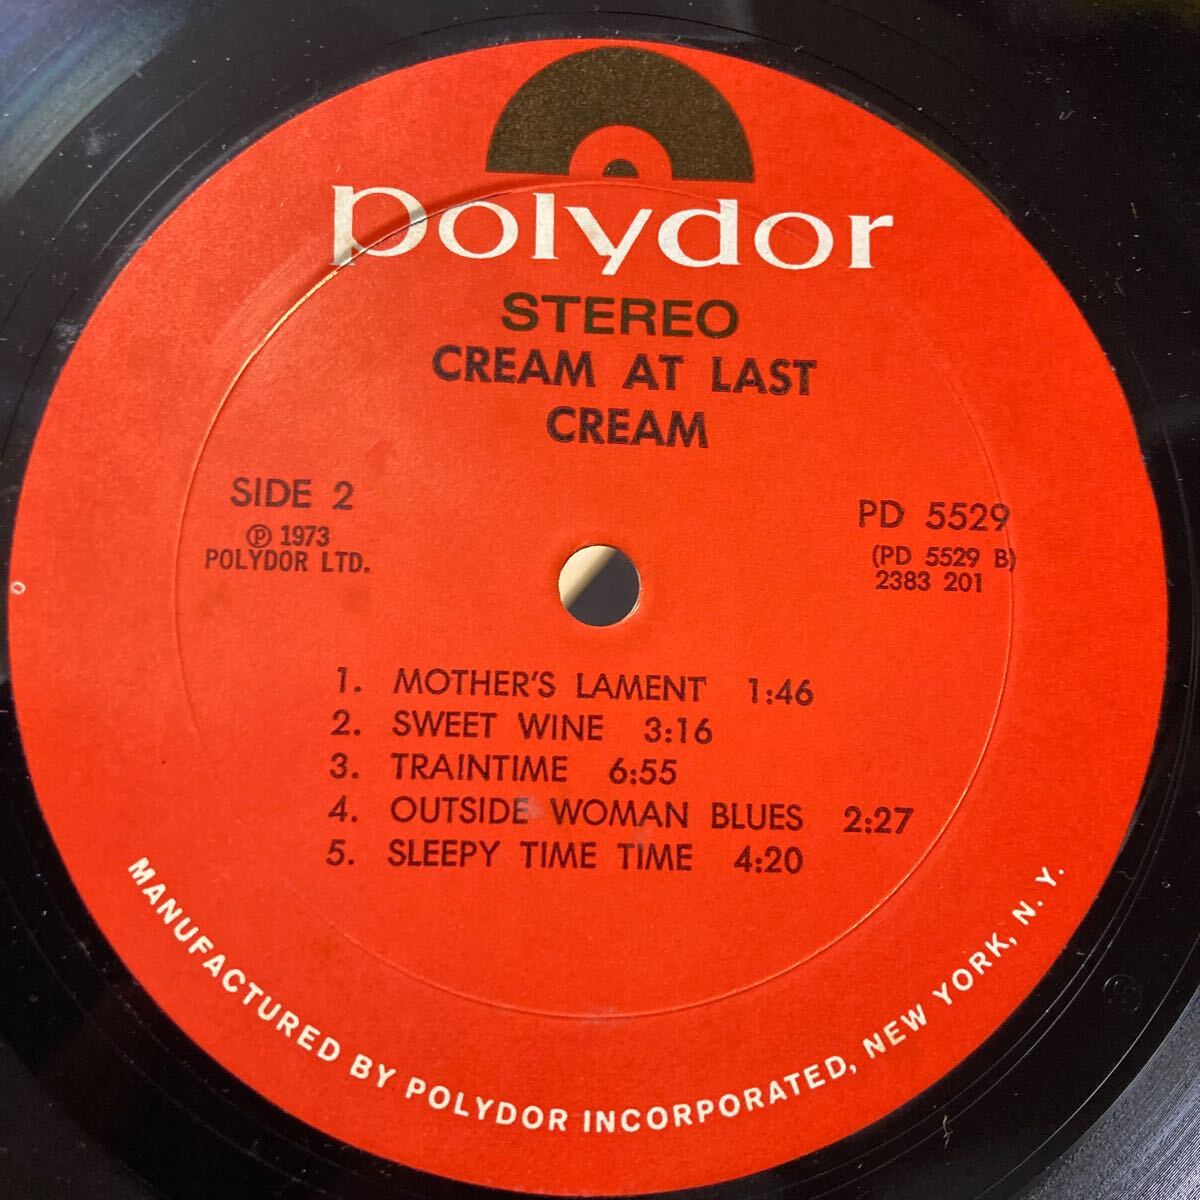 polydor
STEREO
CREAM AT LAST
CREAM
SIDE 2
Ⓟ 1973
POLYDOR LTD.
PD 5529
(PD 5529 B)
2383 201
1. MOTHER'S LAMENT 1:46
2. SWEET WINE 3:16
3. TRAINTIME 6:55
4. OUTSIDE WOMAN BLUES 2:27
5. SLEEPY TIME TIME 4:20
MANUFACTURED BY POLYDOR INCORPORATED, NEW YORK, N. Y.